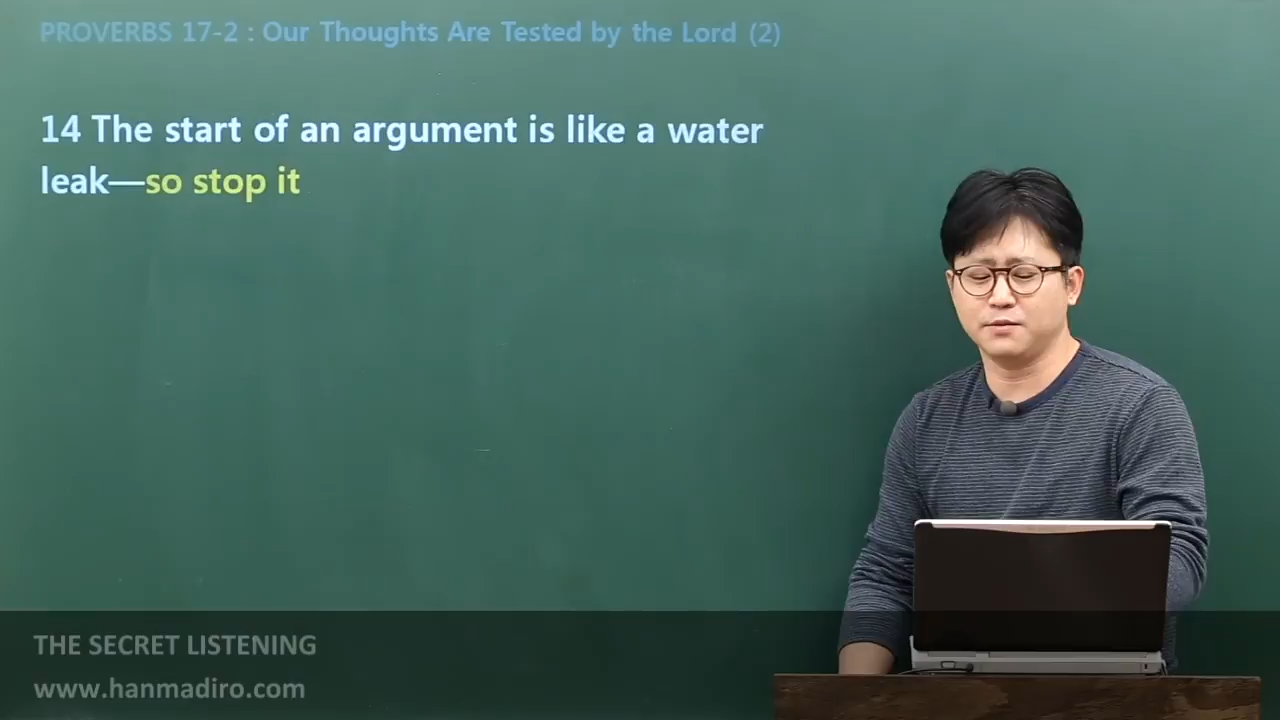 PROVERBS 17-2 : Our Thoughts Are Tested by the Lord (2)
14 The start of an argument is like a water
leak—so stop it
THE SECRET LISTENING
www.hanmadiro.com